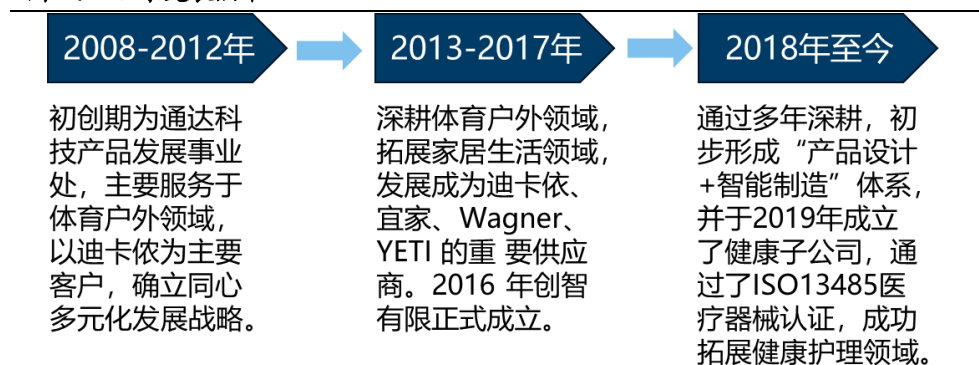 2008-2012年
2013-2017年
2018年至今
初创期为通达科
技产品发展事业
处，主要服务于
体育户外领域，
以迪卡侬为主要
客户，确立同心
多元化发展战略。
深耕体育户外领域，
拓展家居生活领域，
发展成为迪卡依、
宜家、Wagner、
YETI 的重 要供应
商。2016 年创智
有限正式成立。
通过多年深耕，初
步形成“产品设计
+智能制造”体系，
并于2019年成立
了健康子公司，通
过了ISO13485医
疗器械认证，成功
拓展健康护理领域。